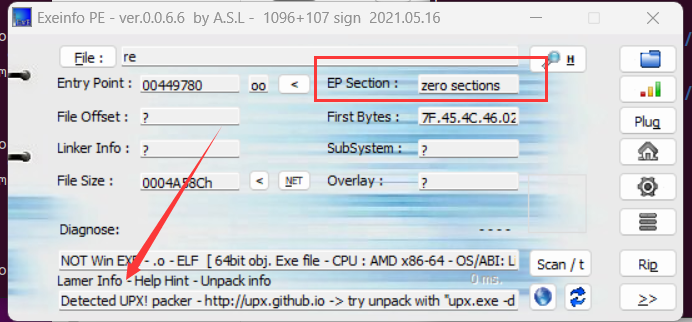 Exeinfo PE - ver.0.0.6.6 by A.S.L - 1096+107 sign 2021.05.16
File : re H
Entry Point : 00449780 oo < EP Section : zero sections
File Offset : ? First Bytes : 7F.45.4C.46.02 Plug
Linker Info : ? SubSystem : ?
File Size : 0004A58Ch < NET Overlay : ?
Diagnose: - - - -
NOT Win EXE - .o - ELF [ 64bit obj. Exe file - CPU : AMD x86-64 - OS/ABI: Scan / t Rip
Lamer Info - Help Hint - Unpack info 0 ms.
Detected UPX! packer - http://upx.github.io -> try unpack with "upx.exe -d >>